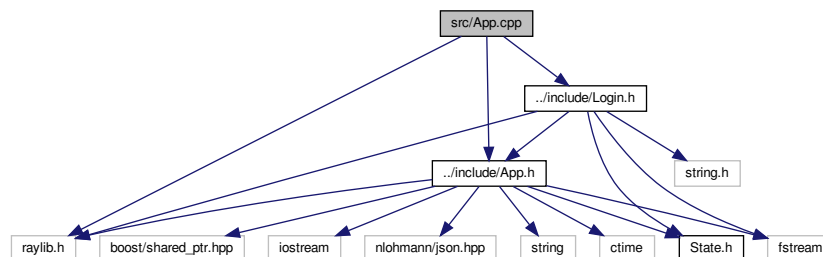 src/App.cpp
../include/Login.h
../include/App.h
string.h
raylib.h
boost/shared_ptr.hpp
iostream
nlohmann/json.hpp
string
ctime
State.h
fstream